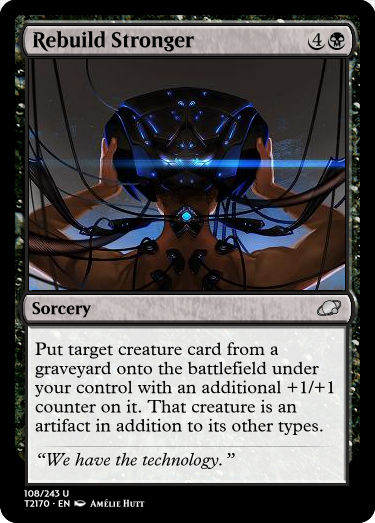 Rebuild Stronger 4
Sorcery
Put target creature card from a
graveyard onto the battlefield under
your control with an additional +1/+1
counter on it. That creature is an
artifact in addition to its other types.
“We have the technology.”
108/243 U
T2170 • EN Amélie Hutt